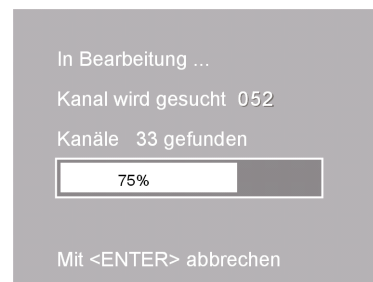 In Bearbeitung ...
Kanal wird gesucht 052
Kanäle 33 gefunden
75%
Mit <ENTER> abbrechen